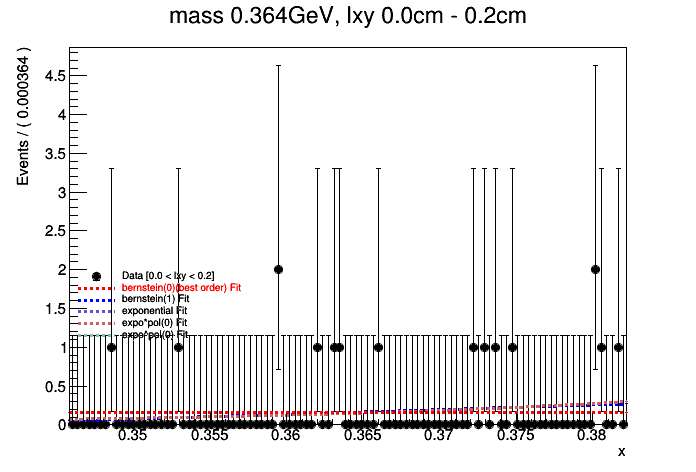 mass 0.364GeV, lxy 0.0cm - 0.2cm
Events / ( 0.000364 )
4.5
4
3.5
3
2.5
2
1.5
1
0.5
0
Data [0.0 < lxy < 0.2]
bernstein(0)(best order) Fit
bernstein(1) Fit
exponential Fit
expo*pol(0) Fit
expo*pol(0) Fit
0.35 0.355 0.36 0.365 0.37 0.375 0.38
x